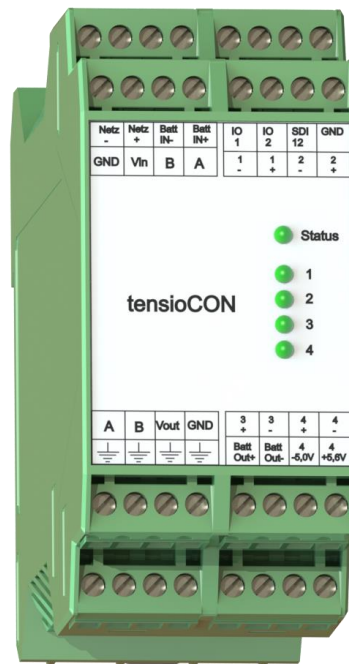 Netz - Netz + Batt IN- Batt IN+ IO 1 IO 2 SDI 12 GND
GND Vin B A 1 - 1 + 2 - 2 +
Status
1
2
tensioCON
3
4
A B Vout GND 3 + 3 - 4 + 4 -
Batt Out+ Batt Out- 4 -5,0V 4 +5,6V